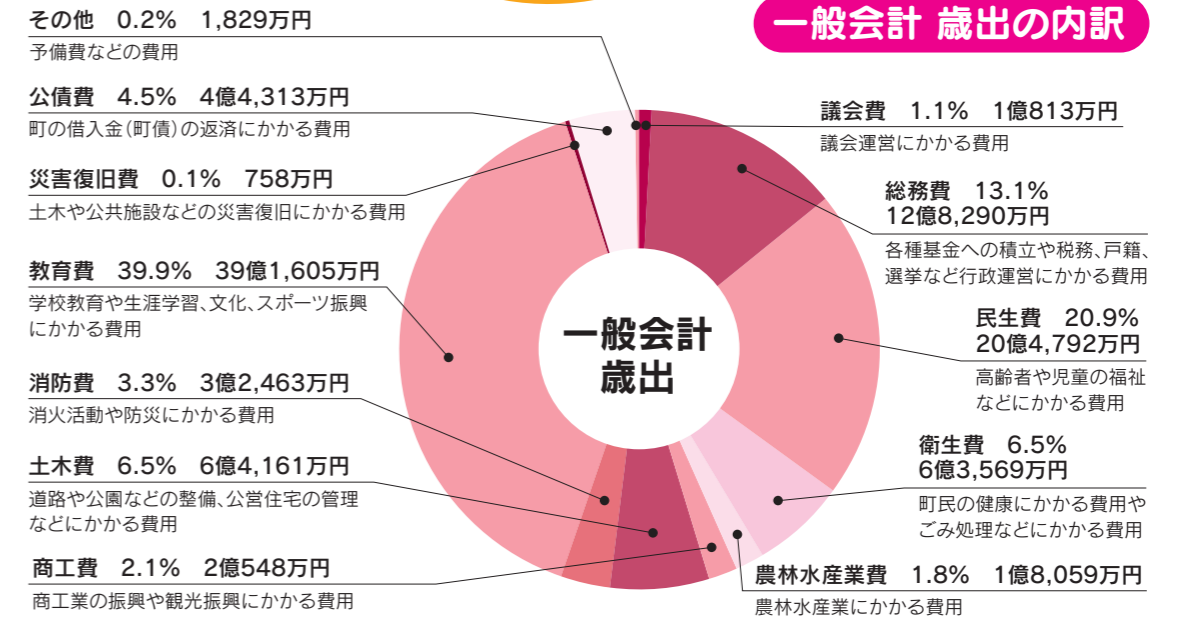 一般会計 歳出の内訳
その他 0.2% 1,829万円
予備費などの費用
公債費 4.5% 4億4,313万円
町の借入金(町債)の返済にかかる費用
災害復旧費 0.1% 758万円
土木や公共施設などの災害復旧にかかる費用
教育費 39.9% 39億1,605万円
学校教育や生涯学習、文化、スポーツ振興
にかかる費用
消防費 3.3% 3億2,463万円
消火活動や防災にかかる費用
土木費 6.5% 6億4,161万円
道路や公園などの整備、公営住宅の管理
などにかかる費用
商工費 2.1% 2億548万円
商工業の振興や観光振興にかかる費用
一般会計
歳出
議会費 1.1% 1億813万円
議会運営にかかる費用
総務費 13.1%
12億8,290万円
各種基金への積立や税務、戸籍、
選挙など行政運営にかかる費用
民生費 20.9%
20億4,792万円
高齢者や児童の福祉
などにかかる費用
衛生費 6.5%
6億3,569万円
町民の健康にかかる費用や
ごみ処理などにかかる費用
農林水産業費 1.8% 1億8,059万円
農林水産業にかかる費用